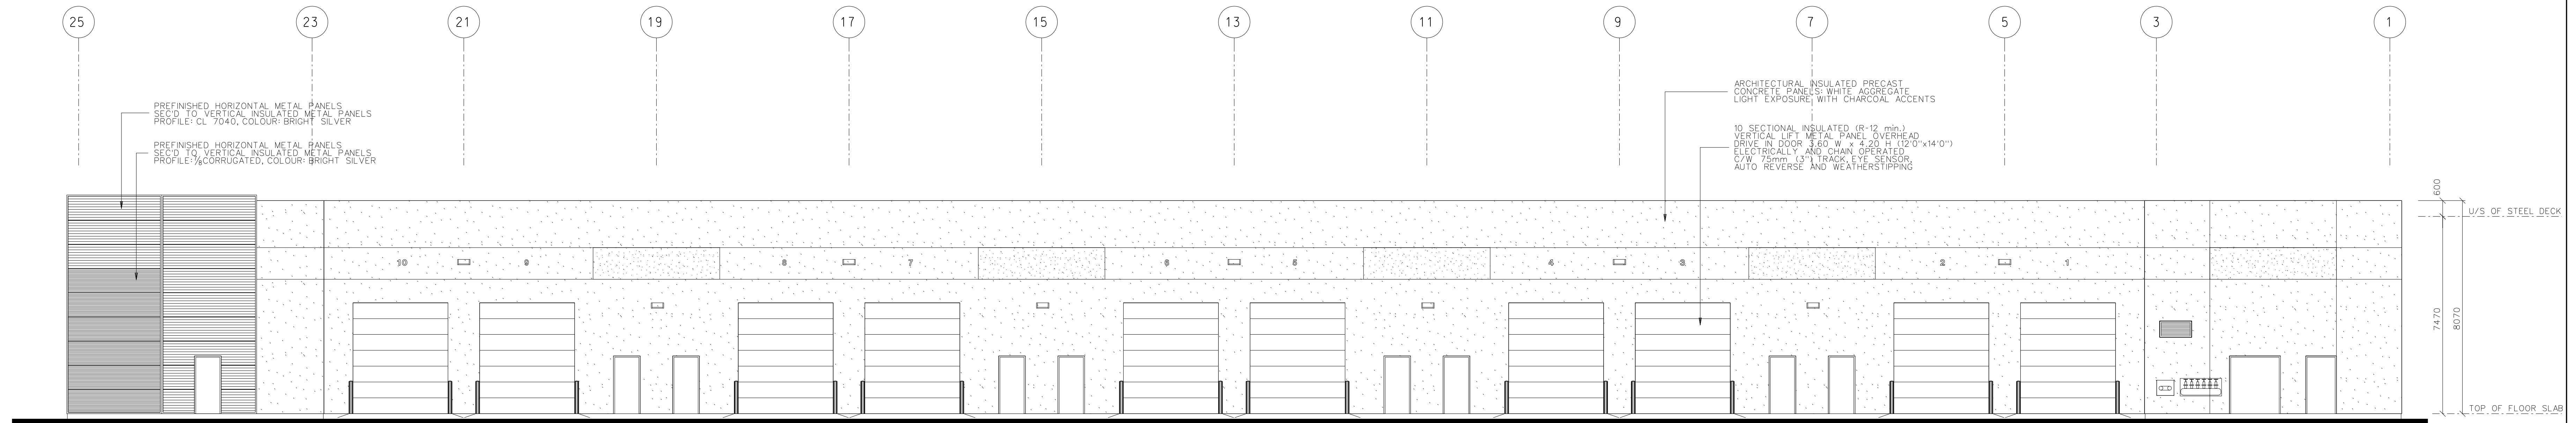 25
23
21
19
17
15
13
11
9
7
5
3
1
PREFINISHED HORIZONTAL METAL PANELS
SEC'D TO VERTICAL INSULATED METAL PANELS
PROFILE: CL 7040, COLOUR: BRIGHT SILVER
PREFINISHED HORIZONTAL METAL PANELS
SEC'D TO VERTICAL INSULATED METAL PANELS
PROFILE: ⅞ CORRUGATED, COLOUR: BRIGHT SILVER
ARCHITECTURAL INSULATED PRECAST
CONCRETE PANELS: WHITE AGGREGATE
LIGHT EXPOSURE WITH CHARCOAL ACCENTS
10 SECTIONAL INSULATED (R-12 min.)
VERTICAL LIFT METAL PANEL OVERHEAD
DRIVE IN DOOR 3.60 W x 4.20 H (12'0"x14'0")
ELECTRICALLY AND CHAIN OPERATED
C/W 75mm (3") TRACK, EYE SENSOR,
AUTO REVERSE AND WEATHERSTIPPING
600
U/S OF STEEL DECK
10
9
8
7
6
5
4
3
2
1
7470
8070
TOP OF FLOOR SLAB